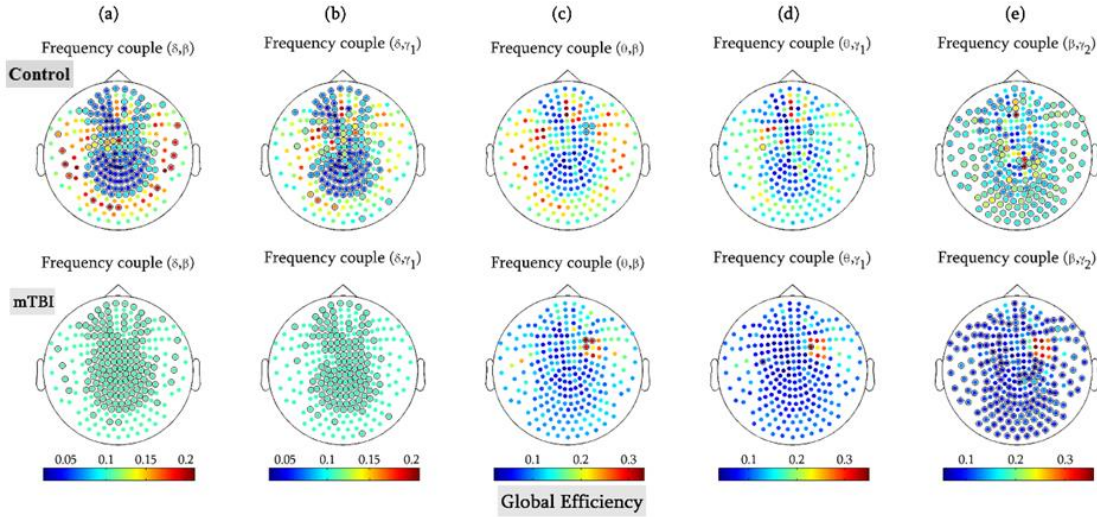 (a) (b) (c) (d) (e)
Frequency couple (δ,β) Frequency couple (δ,γ1) Frequency couple (θ,β) Frequency couple (θ,γ1) Frequency couple (β,γ2)
Control
Frequency couple (δ,β) Frequency couple (δ,γ1) Frequency couple (θ,β) Frequency couple (θ,γ1) Frequency couple (β,γ2)
mTBI
0.05 0.1 0.15 0.2 0.05 0.1 0.15 0.2 0.1 0.2 0.3 0.1 0.2 0.3 0.1 0.2 0.3
Global Efficiency